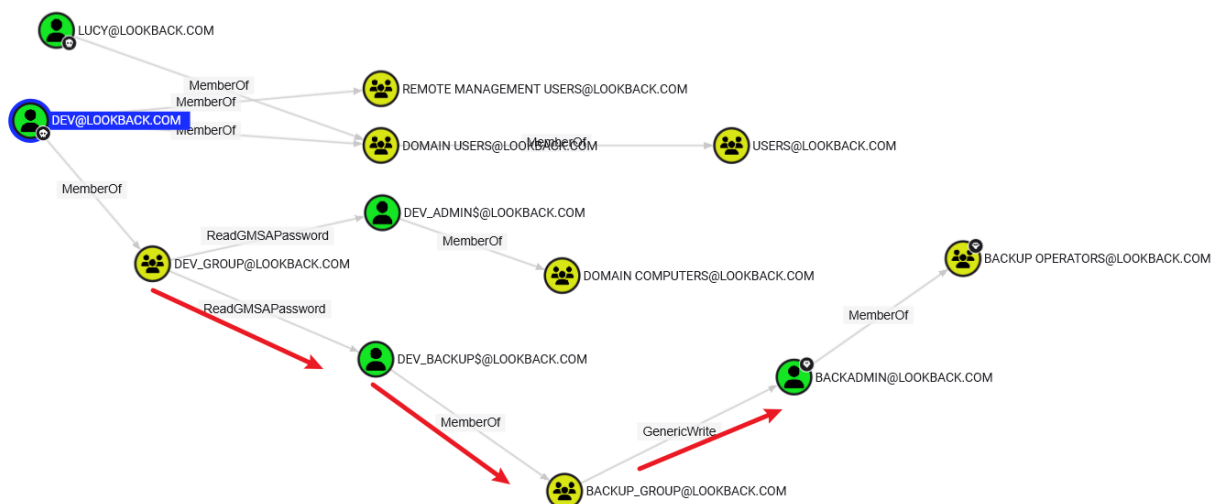 LUCY@LOOKBACK.COM
MemberOf
MemberOf
REMOTE MANAGEMENT USERS@LOOKBACK.COM
DEV@LOOKBACK.COM
MemberOf
DOMAIN USERS@LOOKBACK.COM
MemberOf
USERS@LOOKBACK.COM
MemberOf
DEV_ADMIN$@LOOKBACK.COM
ReadGMSAPassword
MemberOf
DEV_GROUP@LOOKBACK.COM
DOMAIN COMPUTERS@LOOKBACK.COM
BACKUP OPERATORS@LOOKBACK.COM
ReadGMSAPassword
MemberOf
DEV_BACKUP$@LOOKBACK.COM
BACKADMIN@LOOKBACK.COM
MemberOf
GenericWrite
BACKUP_GROUP@LOOKBACK.COM